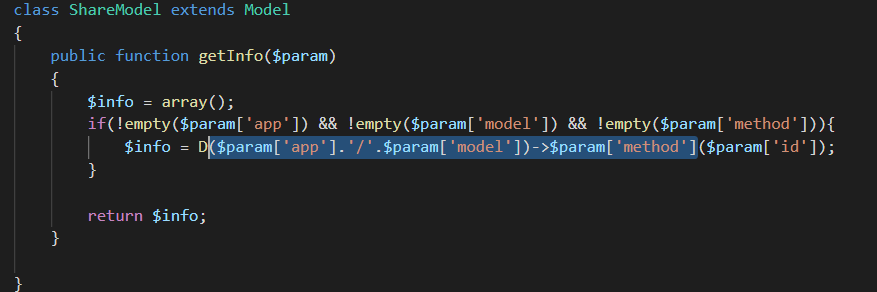 class ShareModel extends Model
{
public function getInfo($param)
{
$info = array();
if(!empty($param['app']) && !empty($param['model']) && !empty($param['method'])){
$info = D($param['app'].'/'.$param['model'])->$param['method']($param['id']);
}
return $info;
}
}